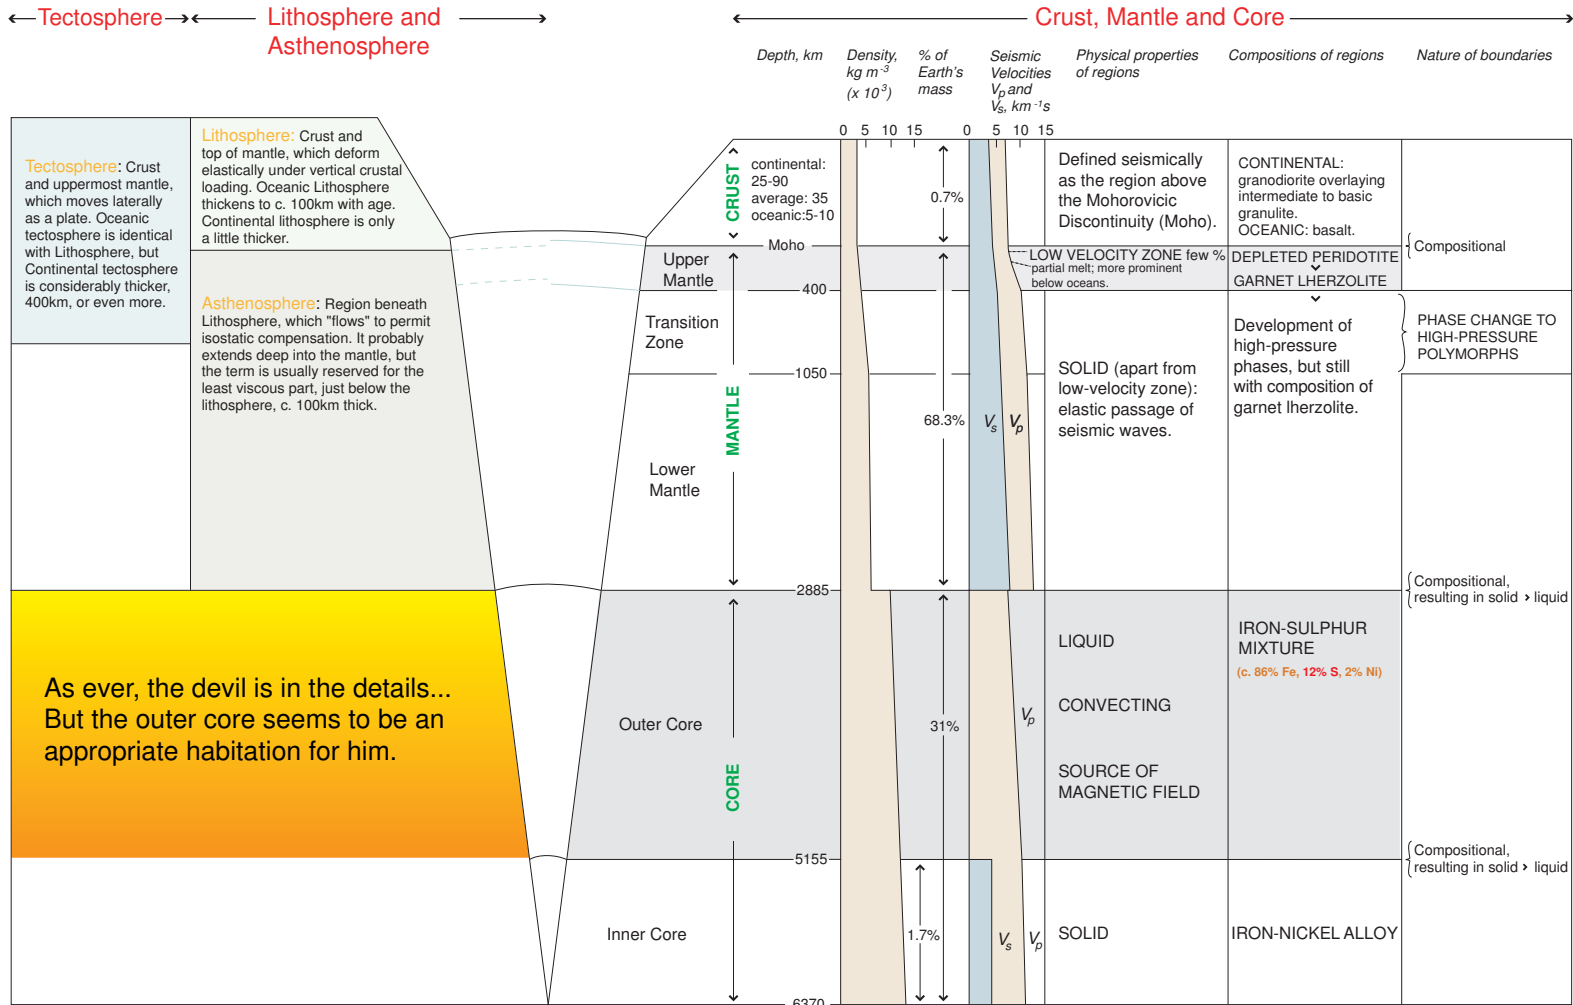 Tectosphere
Lithosphere and
Asthenosphere
Crust, Mantle and Core
Depth, km
Density,
kg m-3
(x 10 3)
% of
Earth's
mass
Seismic
Velocities
Vp and
Vs, km -1s
Physical properties
of regions
Compositions of regions
Nature of boundaries
0 5 10 15
0 5 10 15
Tectosphere: Crust
and uppermost mantle,
which moves laterally
as a plate. Oceanic
tectosphere is identical
with Lithosphere, but
Continental tectosphere
is considerably thicker,
400km, or even more.
Lithosphere: Crust and
top of mantle, which deform
elastically under vertical crustal
loading. Oceanic Lithosphere
thickens to c. 100km with age.
Continental lithosphere is only
a little thicker.
Asthenosphere: Region beneath
Lithosphere, which "flows" to permit
isostatic compensation. It probably
extends deep into the mantle, but
the term is usually reserved for the
least viscous part, just below the
lithosphere, c. 100km thick.
As ever, the devil is in the details...
But the outer core seems to be an
appropriate habitation for him.
CRUST
continental:
25-90
average: 35
oceanic:5-10
0.7%
Defined seismically
as the region above
the Mohorovicic
Discontinuity (Moho).
CONTINENTAL:
granodiorite overlaying
intermediate to basic
granulite.
OCEANIC: basalt.
Moho
Compositional
Upper
Mantle
LOW VELOCITY ZONE few %
partial melt; more prominent
below oceans.
DEPLETED PERIDOTITE
GARNET LHERZOLITE
400
Transition
Zone
Development of
high-pressure
phases, but still
with composition of
garnet lherzolite.
PHASE CHANGE TO
HIGH-PRESSURE
POLYMORPHS
1050
MANTLE
68.3%
Vs
Vp
SOLID (apart from
low-velocity zone):
elastic passage of
seismic waves.
Lower
Mantle
2885
Compositional,
resulting in solid › liquid
Outer Core
CORE
31%
Vp
LIQUID
CONVECTING
SOURCE OF
MAGNETIC FIELD
IRON-SULPHUR
MIXTURE
(c. 86% Fe, 12% S, 2% Ni)
5155
Compositional,
resulting in solid › liquid
Inner Core
1.7%
Vs
Vp
SOLID
IRON-NICKEL ALLOY
6370